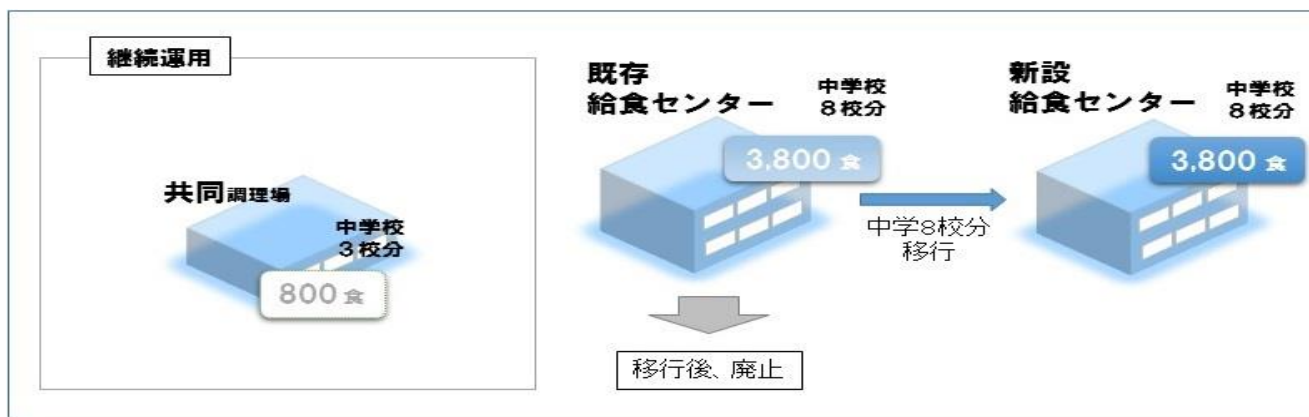 継続運用
共同調理場
中学校
3校分
800食
既存
給食センター
中学校
8校分
3,800食
中学8校分
移行
移行後、廃止
新設
給食センター
中学校
8校分
3,800食